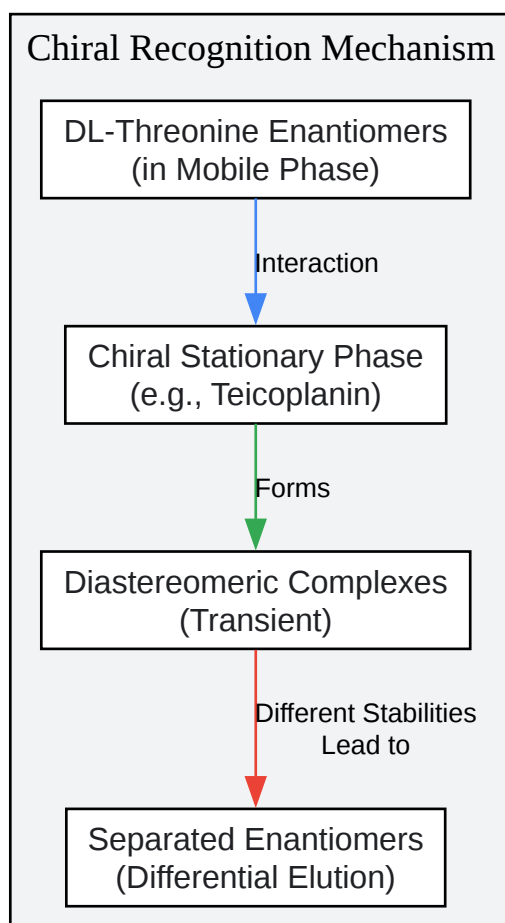 Chiral Recognition Mechanism
DL-Threonine Enantiomers
(in Mobile Phase)
Interaction
Chiral Stationary Phase
(e.g., Teicoplanin)
Forms
Diastereomeric Complexes
(Transient)
Different Stabilities
Lead to
Separated Enantiomers
(Differential Elution)